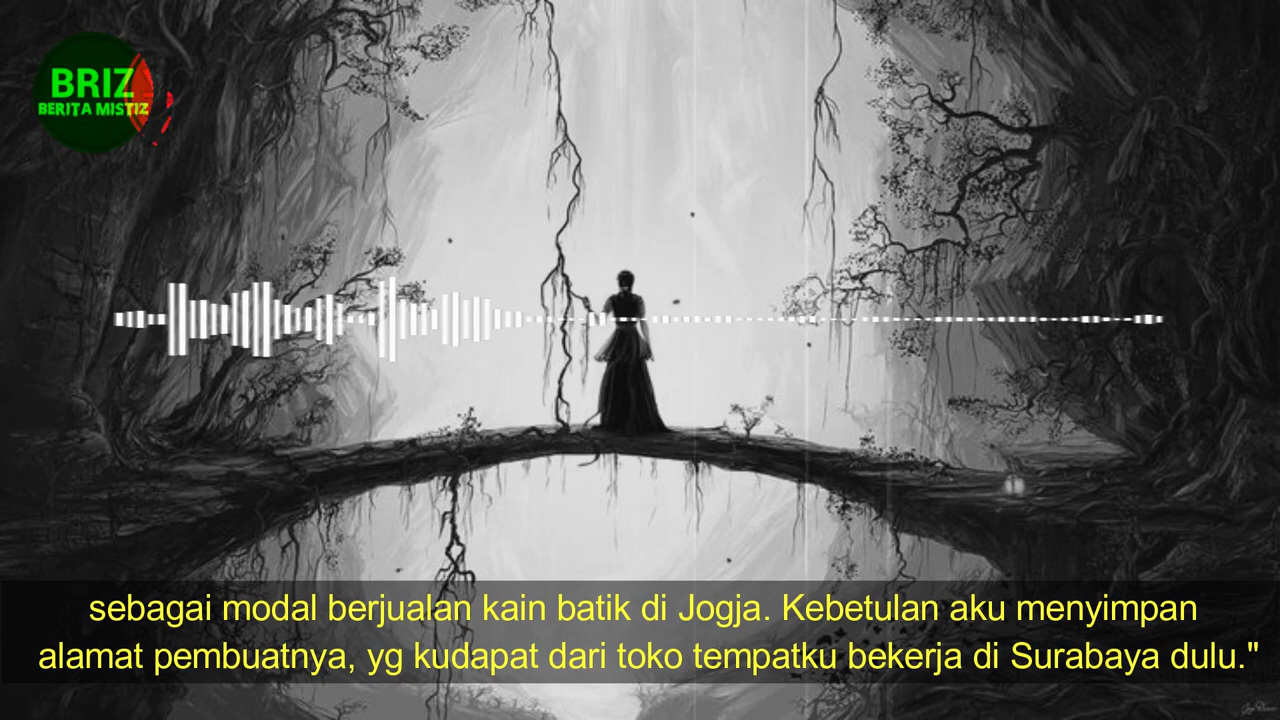 BRIZ
BERITA MISTIZ
sebagai modal berjualan kain batik di Jogja. Kebetulan aku menyimpan
alamat pembuatnya, yg kudapat dari toko tempatku bekerja di Surabaya dulu."